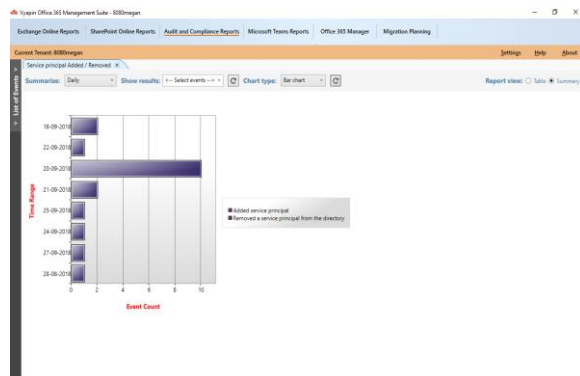 Vyapin Office 365 Management Suite - 8080megan
Exchange Online Reports SharePoint Online Reports Audit and Compliance Reports Microsoft Teams Reports Office 365 Manager Migration Planning
Current Tenant: 8080megan Settings Help About
Service principal Added / Removed ×
List of Events
Summarize: Daily Show results: <-- Select events --> Chart type: Bar chart Report view: Table Summary
18-09-2018
22-09-2018
20-09-2018
21-09-2018
25-09-2018
24-09-2018
27-09-2018
28-08-2018
Time Range
0 2 4 6 8 10
Event Count
Added service principal
Removed a service principal from the directory